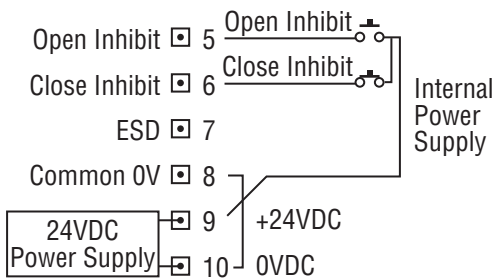 Open Inhibit 5 Open Inhibit
Close Inhibit 6 Close Inhibit
ESD 7
Internal
Power
Supply
Common 0V 8
9 +24VDC
24VDC
Power Supply
10 0VDC